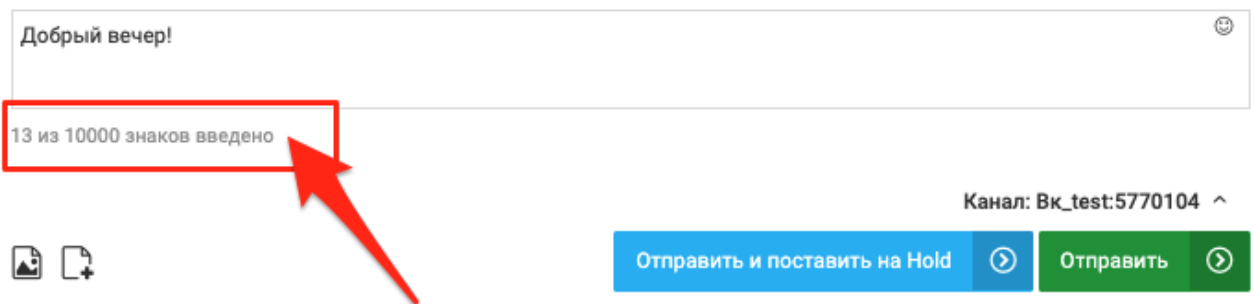 Добрый вечер!
13 из 10000 знаков введено
Канал: Вк_test:5770104
Отправить и поставить на Hold
Отправить